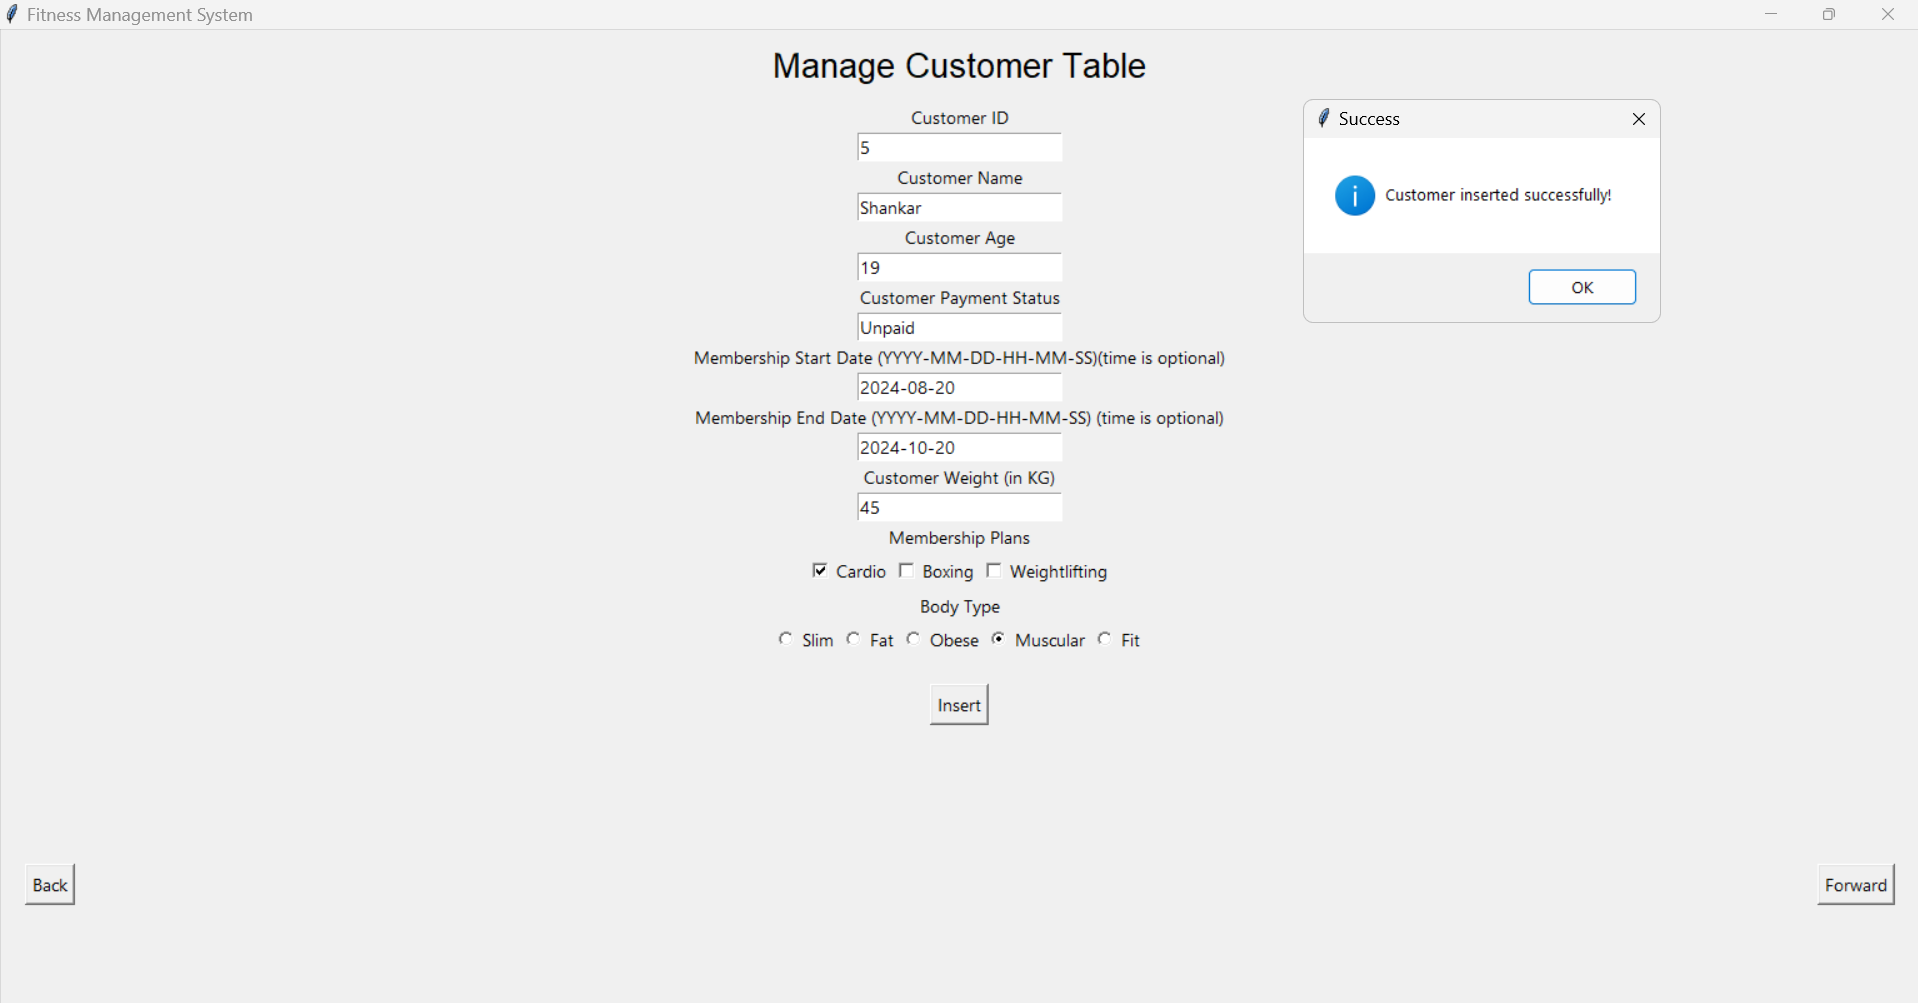 Fitness Management System
Manage Customer Table
Customer ID
5
Customer Name
Shankar
Customer Age
19
Customer Payment Status
Unpaid
Membership Start Date (YYYY-MM-DD-HH-MM-SS)(time is optional)
2024-08-20
Membership End Date (YYYY-MM-DD-HH-MM-SS) (time is optional)
2024-10-20
Customer Weight (in KG)
45
Membership Plans
Cardio Boxing Weightlifting
Body Type
Slim Fat Obese Muscular Fit
Insert
Back
Forward
Success
Customer inserted successfully!
OK